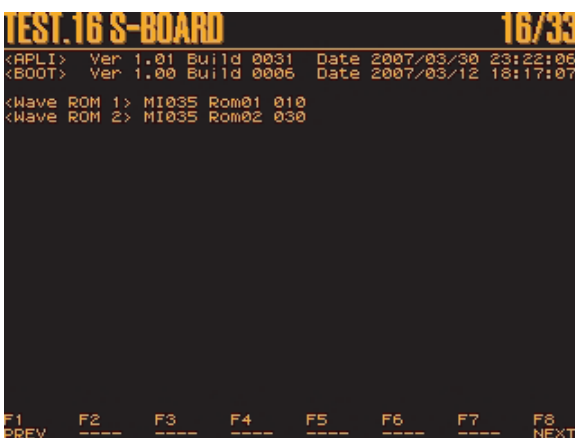 TEST.16 S-BOARD 16/33
<APLI> Ver 1.01 Build 0031 Date 2007/03/30 23:22:06
<BOOT> Ver 1.00 Build 0006 Date 2007/03/12 18:17:07
<Wave ROM 1> MI035 Rom01 010
<Wave ROM 2> MI035 Rom02 030
F1 F2 F3 F4 F5 F6 F7 F8
PREV ---- ---- ---- ---- ---- ---- NEXT